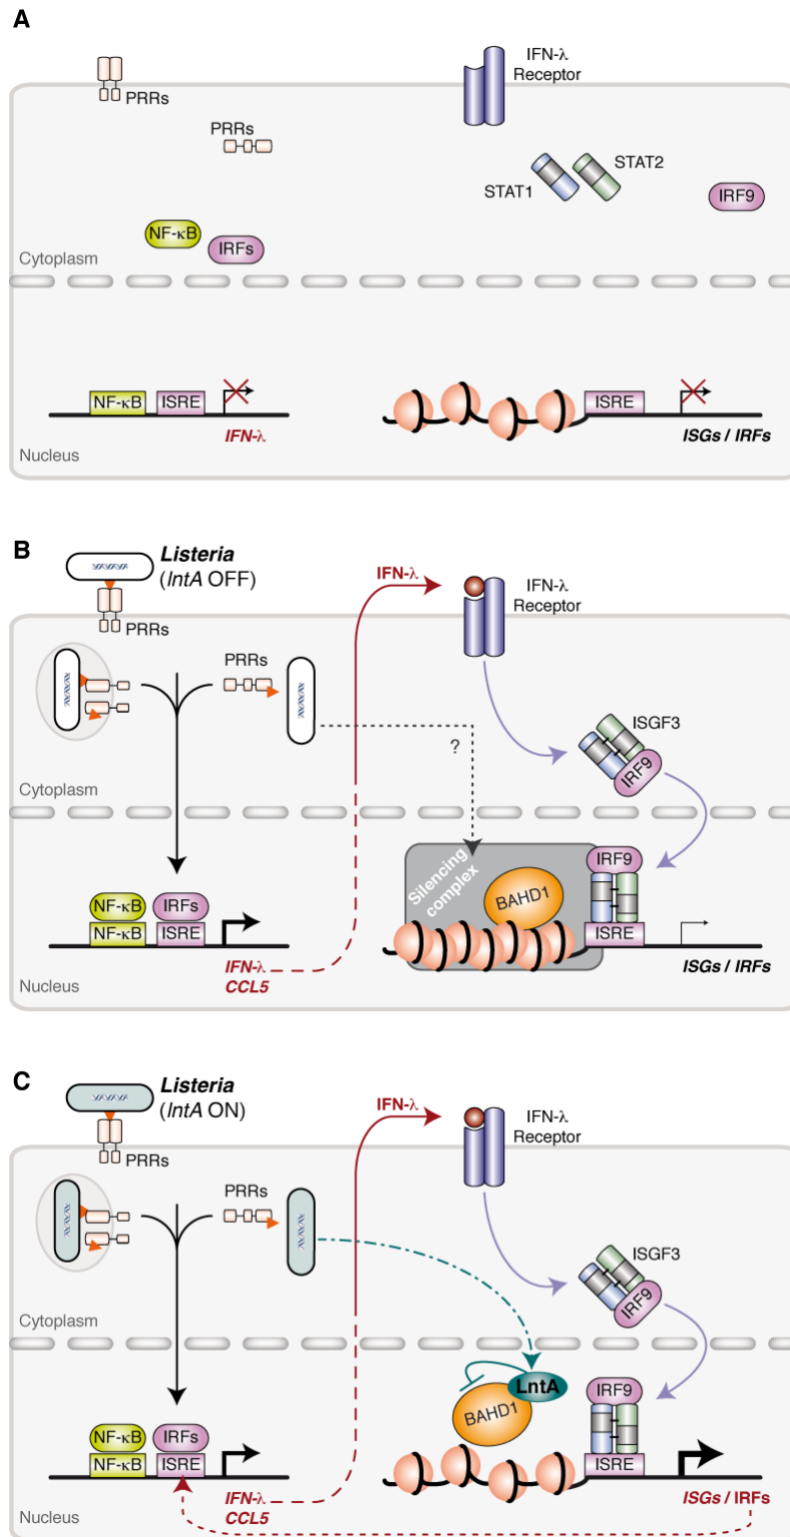 A
PRRs
IFN-λ
Receptor
PRRs
STAT1
STAT2
IRF9
NF-κB
IRFs
Cytoplasm
NF-κB
ISRE
IFN-λ
ISRE
ISGs / IRFs
Nucleus
B
Listeria
(lntA OFF)
PRRs
IFN-λ
IFN-λ
Receptor
PRRs
?
ISGF3
IRF9
Cytoplasm
Silencing
complex
BAHD1
IRF9
NF-κB
IRFs
NF-κB
ISRE
ISRE
IFN-λ
CCL5
ISGs / IRFs
Nucleus
C
Listeria
(lntA ON)
PRRs
IFN-λ
IFN-λ
Receptor
PRRs
ISGF3
IRF9
Cytoplasm
LntA
BAHD1
IRF9
NF-κB
IRFs
NF-κB
ISRE
ISRE
IFN-λ
CCL5
ISGs / IRFs
Nucleus